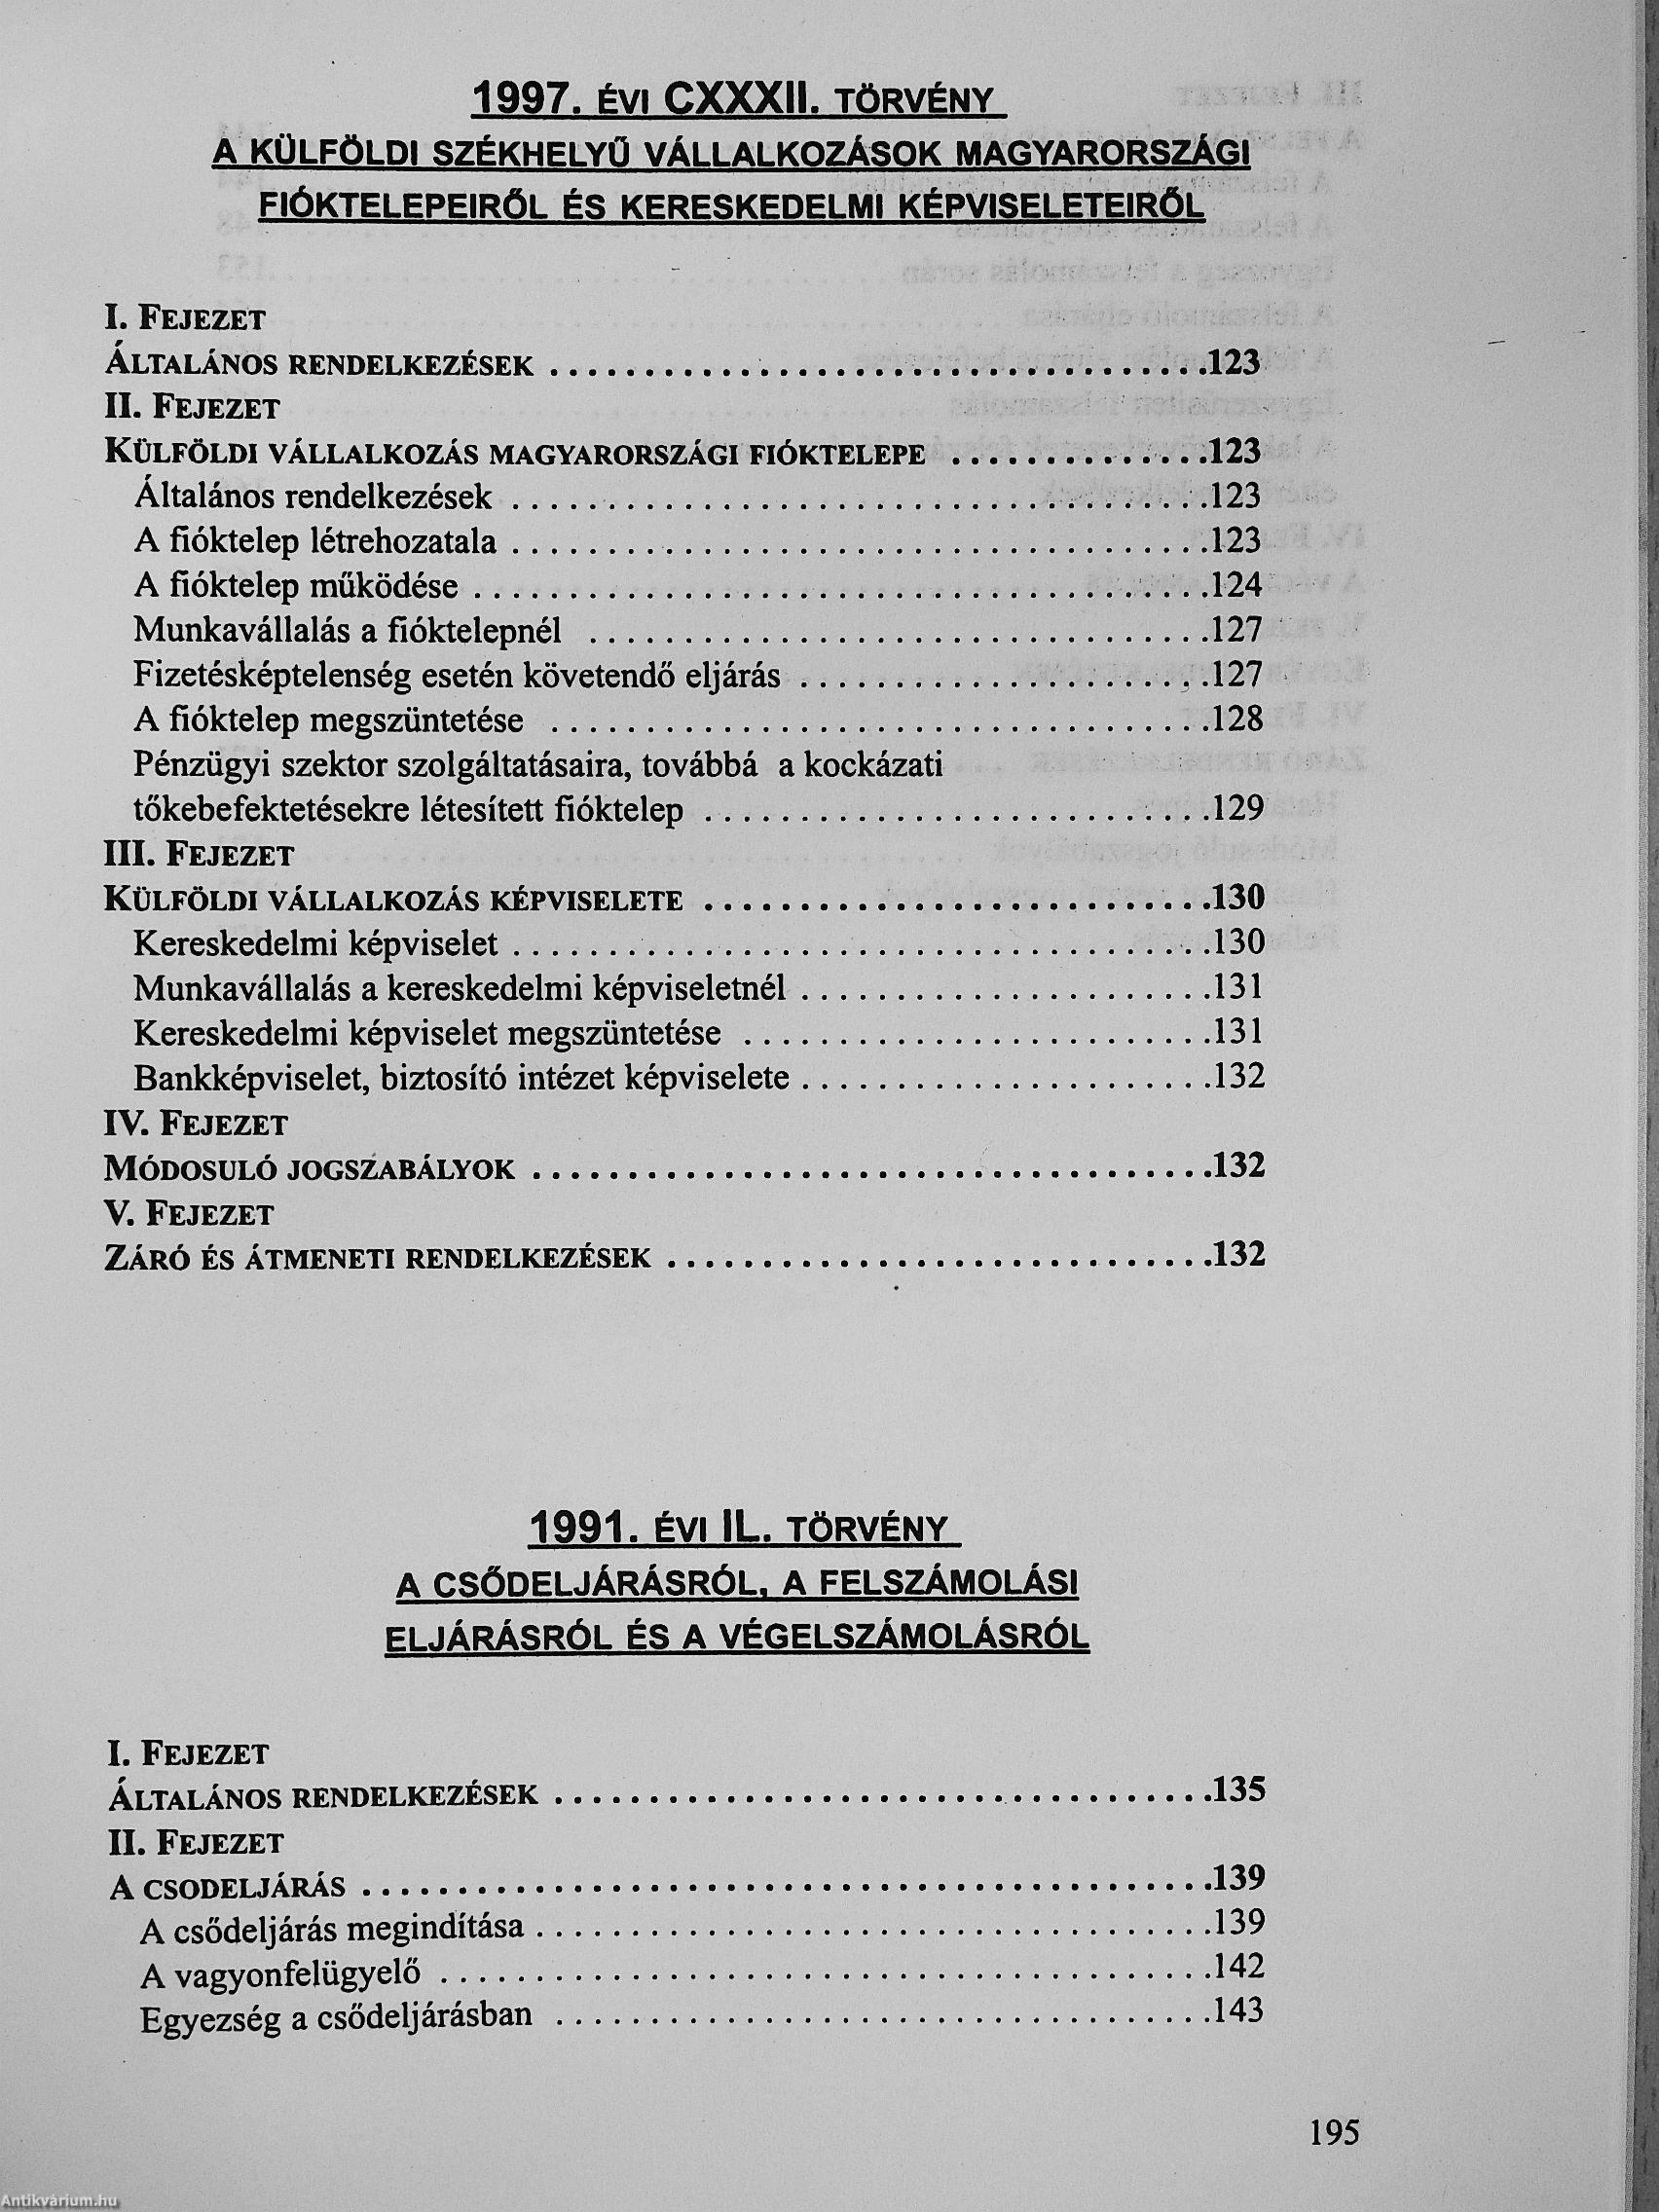 1997. ÉVI CXXXII. TÖRVÉNY
A KÜLFÖLDI SZÉKHELYŰ VÁLLALKOZÁSOK MAGYARORSZÁGI
FIÓKTELEPEIRŐL ÉS KERESKEDELMI KÉPVISELETEIRŐL
I. FEJEZET
ÁLTALÁNOS RENDELKEZÉSEK . . . . . . . . . . 123
II. FEJEZET
KÜLFÖLDI VÁLLALKOZÁS MAGYARORSZÁGI FIÓKTELEPE . . . . . . . . . . 123
Általános rendelkezések . . . . . . . . . . 123
A fióktelep létrehozatala . . . . . . . . . . 123
A fióktelep működése . . . . . . . . . . 124
Munkavállalás a fióktelepnél . . . . . . . . . . 127
Fizetésképtelenség esetén követendő eljárás . . . . . . . . . . 127
A fióktelep megszüntetése . . . . . . . . . . 128
Pénzügyi szektor szolgáltatásaira, továbbá a kockázati
tőkebefektetésekre létesített fióktelep . . . . . . . . . . 129
III. FEJEZET
KÜLFÖLDI VÁLLALKOZÁS KÉPVISELETE . . . . . . . . . . 130
Kereskedelmi képviselet . . . . . . . . . . 130
Munkavállalás a kereskedelmi képviseletnél . . . . . . . . . . 131
Kereskedelmi képviselet megszüntetése . . . . . . . . . . 131
Bankképviselet, biztosító intézet képviselete . . . . . . . . . . 132
IV. FEJEZET
MÓDOSULÓ JOGSZABÁLYOK . . . . . . . . . . 132
V. FEJEZET
ZÁRÓ ÉS ÁTMENETI RENDELKEZÉSEK . . . . . . . . . . 132
1991. ÉVI IL. TÖRVÉNY
A CSŐDELJÁRÁSRÓL, A FELSZÁMOLÁSI
ELJÁRÁSRÓL ÉS A VÉGELSZÁMOLÁSRÓL
I. FEJEZET
ÁLTALÁNOS RENDELKEZÉSEK . . . . . . . . . . 135
II. FEJEZET
A CSODELJÁRÁS . . . . . . . . . . 139
A csődeljárás megindítása . . . . . . . . . . 139
A vagyonfelügyelő . . . . . . . . . . 142
Egyezség a csődeljárásban . . . . . . . . . . 143
195
Antikvárium.hu